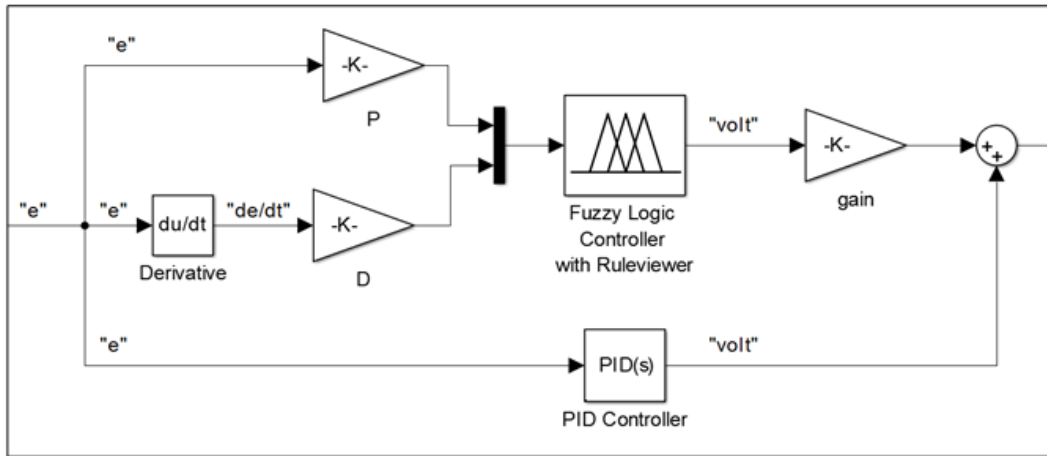 "e"
-K-
P
"volt"
-K-
+
+
gain
"e"
"e"
du/dt
"de/dt"
-K-
Derivative
D
Fuzzy Logic
Controller
with Ruleviewer
"e"
PID(s)
"volt"
PID Controller